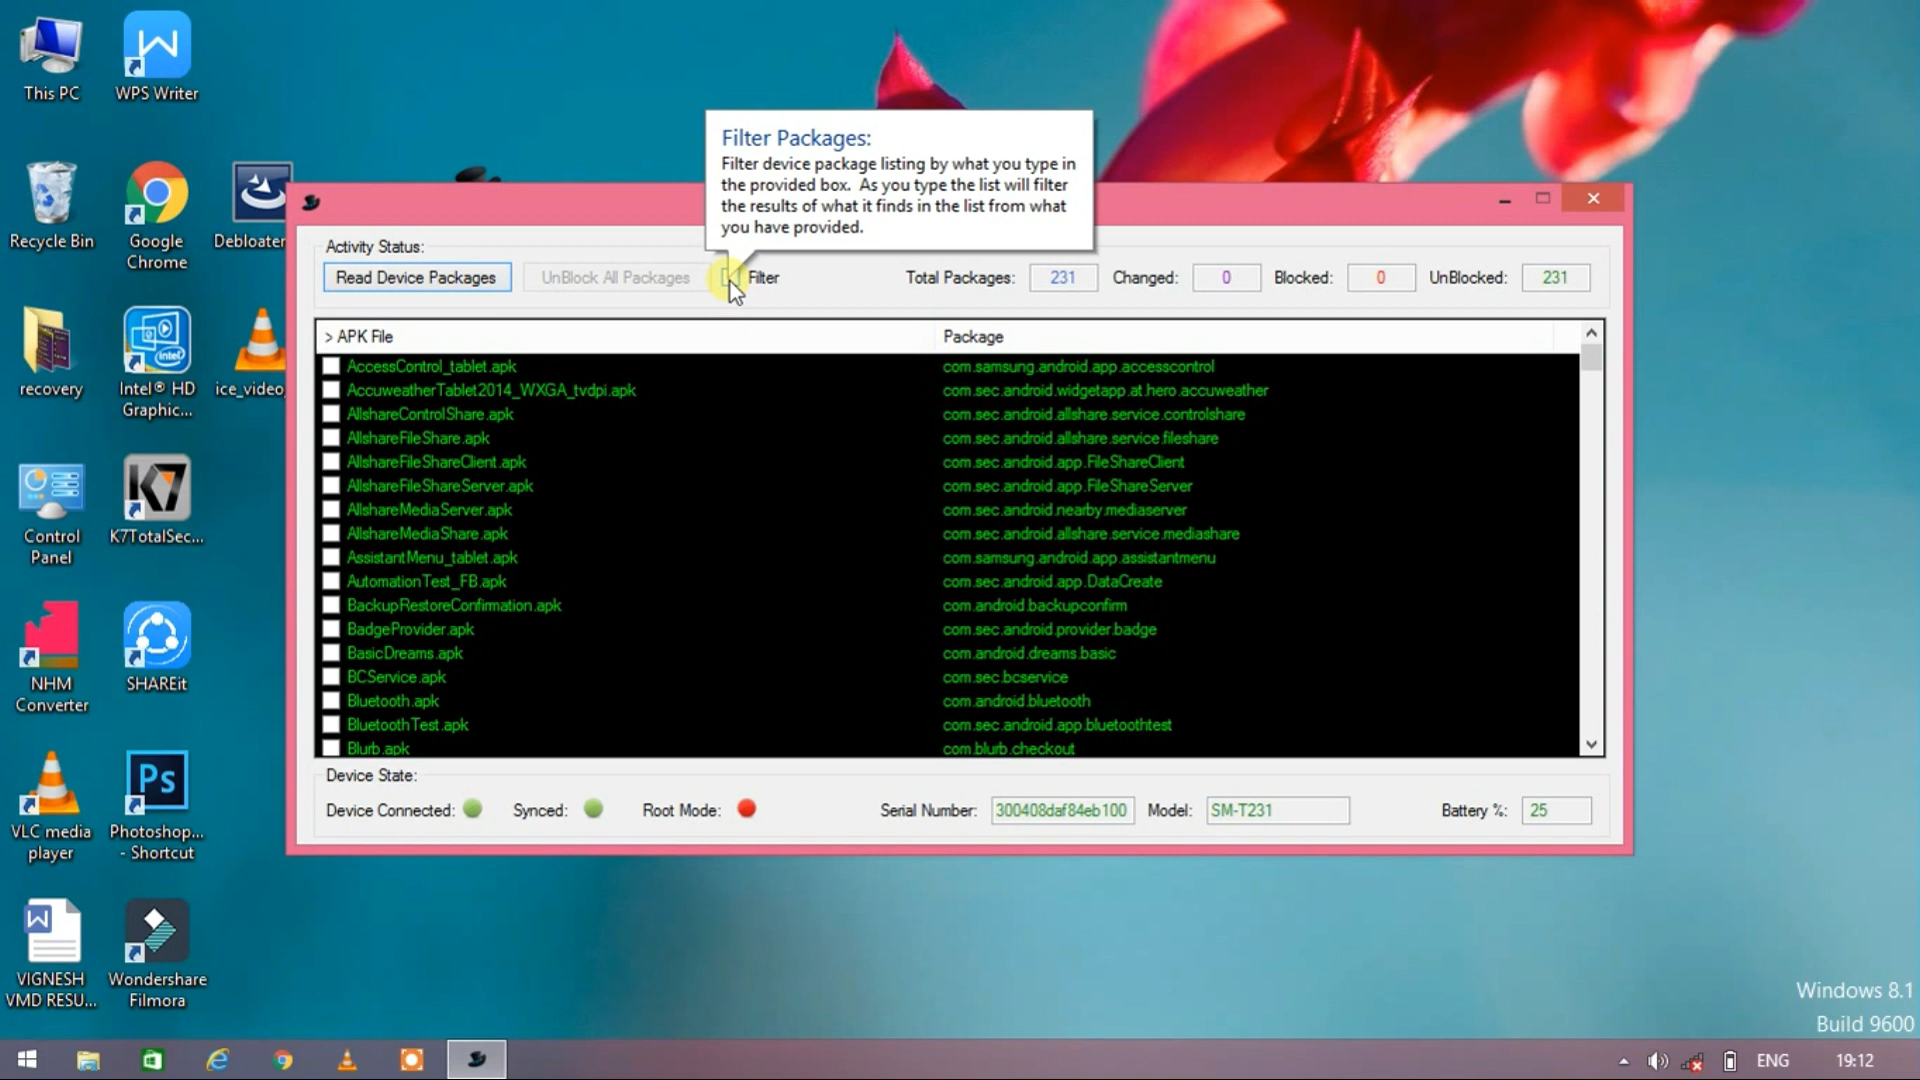 This PC
WPS Writer
Recycle Bin
Google
Chrome
Debloater
recovery
Intel® HD
Graphic...
ice_video
Control
Panel
K7TotalSec...
NHM
Converter
SHAREit
VLC media
player
Photoshop...
- Shortcut
VIGNESH
VMD RESU...
Wondershare
Filmora
Filter Packages:
Filter device package listing by what you type in
the provided box. As you type the list will filter
the results of what it finds in the list from what
you have provided.
Activity Status:
Read Device Packages UnBlock All Packages Filter Total Packages: 231 Changed: 0 Blocked: 0 UnBlocked: 231
> APK File Package
AccessControl_tablet.apk com.samsung.android.app.accesscontrol
AccuweatherTablet2014_WXGA_tvdpi.apk com.sec.android.widgetapp.at.hero.accuweather
AllshareControlShare.apk com.sec.android.allshare.service.controlshare
AllshareFileShare.apk com.sec.android.allshare.service.fileshare
AllshareFileShareClient.apk com.sec.android.app.FileShareClient
AllshareFileShareServer.apk com.sec.android.app.FileShareServer
AllshareMediaServer.apk com.sec.android.nearby.mediaserver
AllshareMediaShare.apk com.sec.android.allshare.service.mediashare
AssistantMenu_tablet.apk com.samsung.android.app.assistantmenu
AutomationTest_FB.apk com.sec.android.app.DataCreate
BackupRestoreConfirmation.apk com.android.backupconfirm
BadgeProvider.apk com.sec.android.provider.badge
BasicDreams.apk com.android.dreams.basic
BCService.apk com.sec.bcservice
Bluetooth.apk com.android.bluetooth
BluetoothTest.apk com.sec.android.app.bluetoothtest
Blurb.apk com.blurb.checkout
Device State:
Device Connected: Synced: Root Mode: Serial Number: 300408daf84eb100 Model: SM-T231 Battery %: 25
Windows 8.1
Build 9600
ENG 19:12